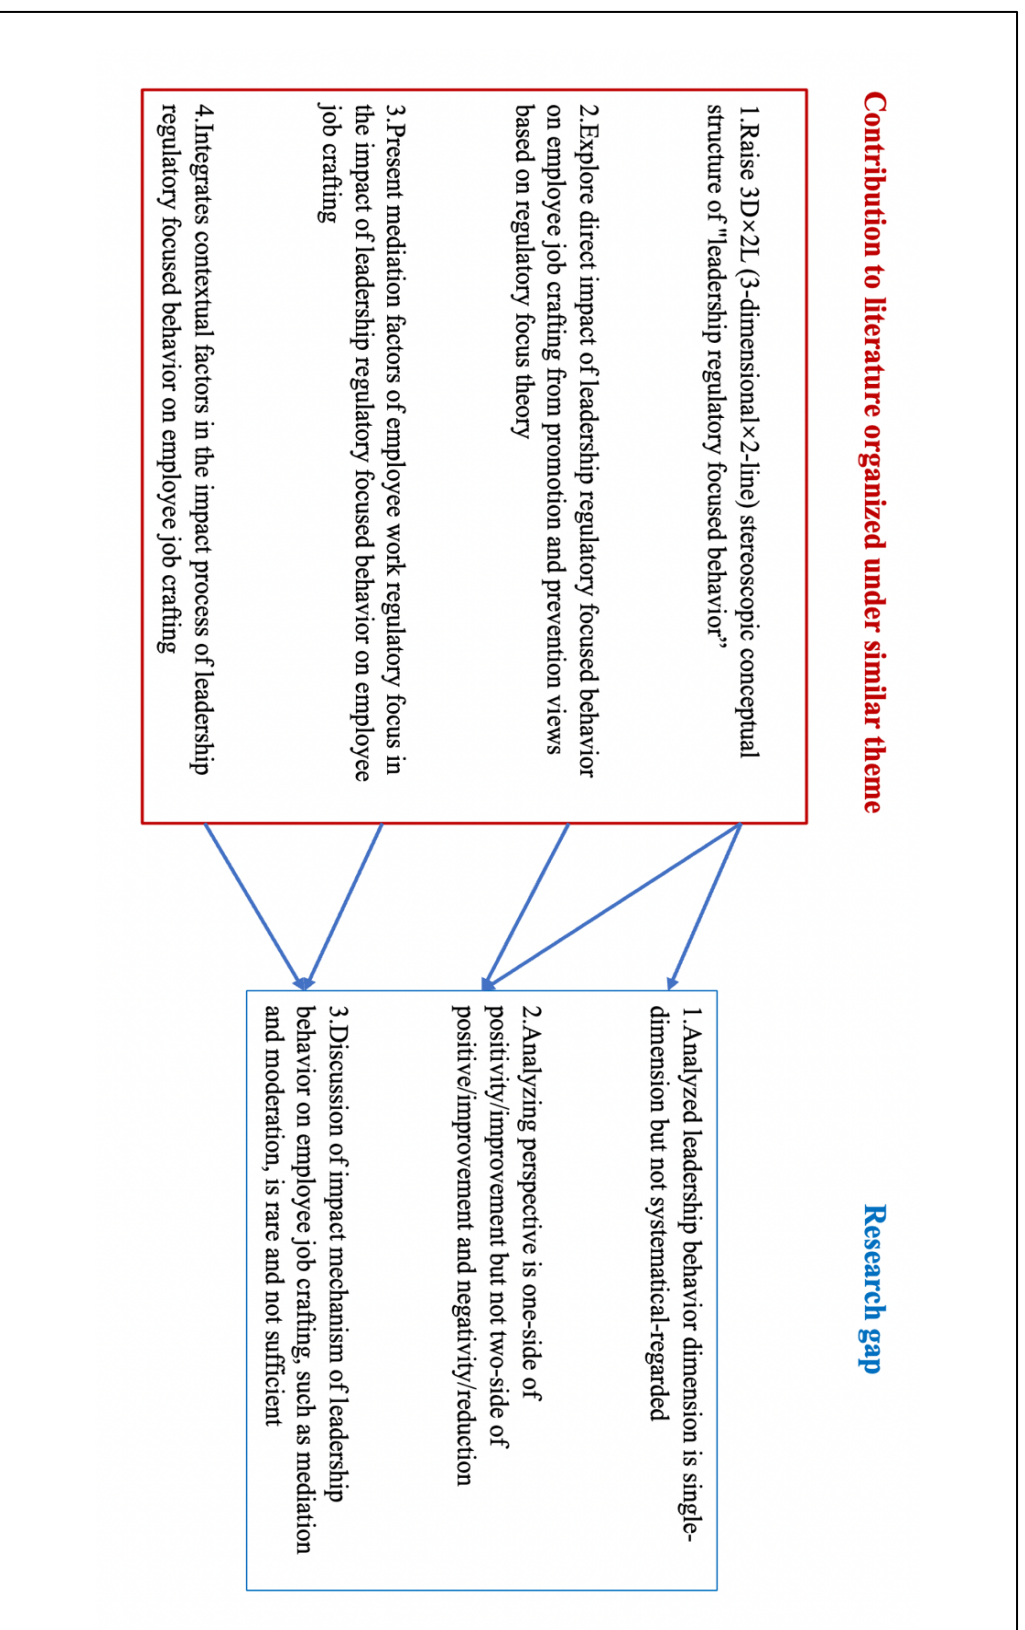 Contribution to literature organized under similar theme
1.Raise 3D×2L (3-dimensional×2-line) stereoscopic conceptual
structure of "leadership regulatory focused behavior”
2.Explore direct impact of leadership regulatory focused behavior
on employee job crafting from promotion and prevention views
based on regulatory focus theory
3.Present mediation factors of employee work regulatory focus in
the impact of leadership regulatory focused behavior on employee
job crafting
4.Integrates contextual factors in the impact process of leadership
regulatory focused behavior on employee job crafting
Research gap
1.Analyzed leadership behavior dimension is single-
dimension but not systematical-regarded
2.Analyzing perspective is one-side of
positivity/improvement but not two-side of
positive/improvement and negativity/reduction
3.Discussion of impact mechanism of leadership
behavior on employee job crafting, such as mediation
and moderation, is rare and not sufficient